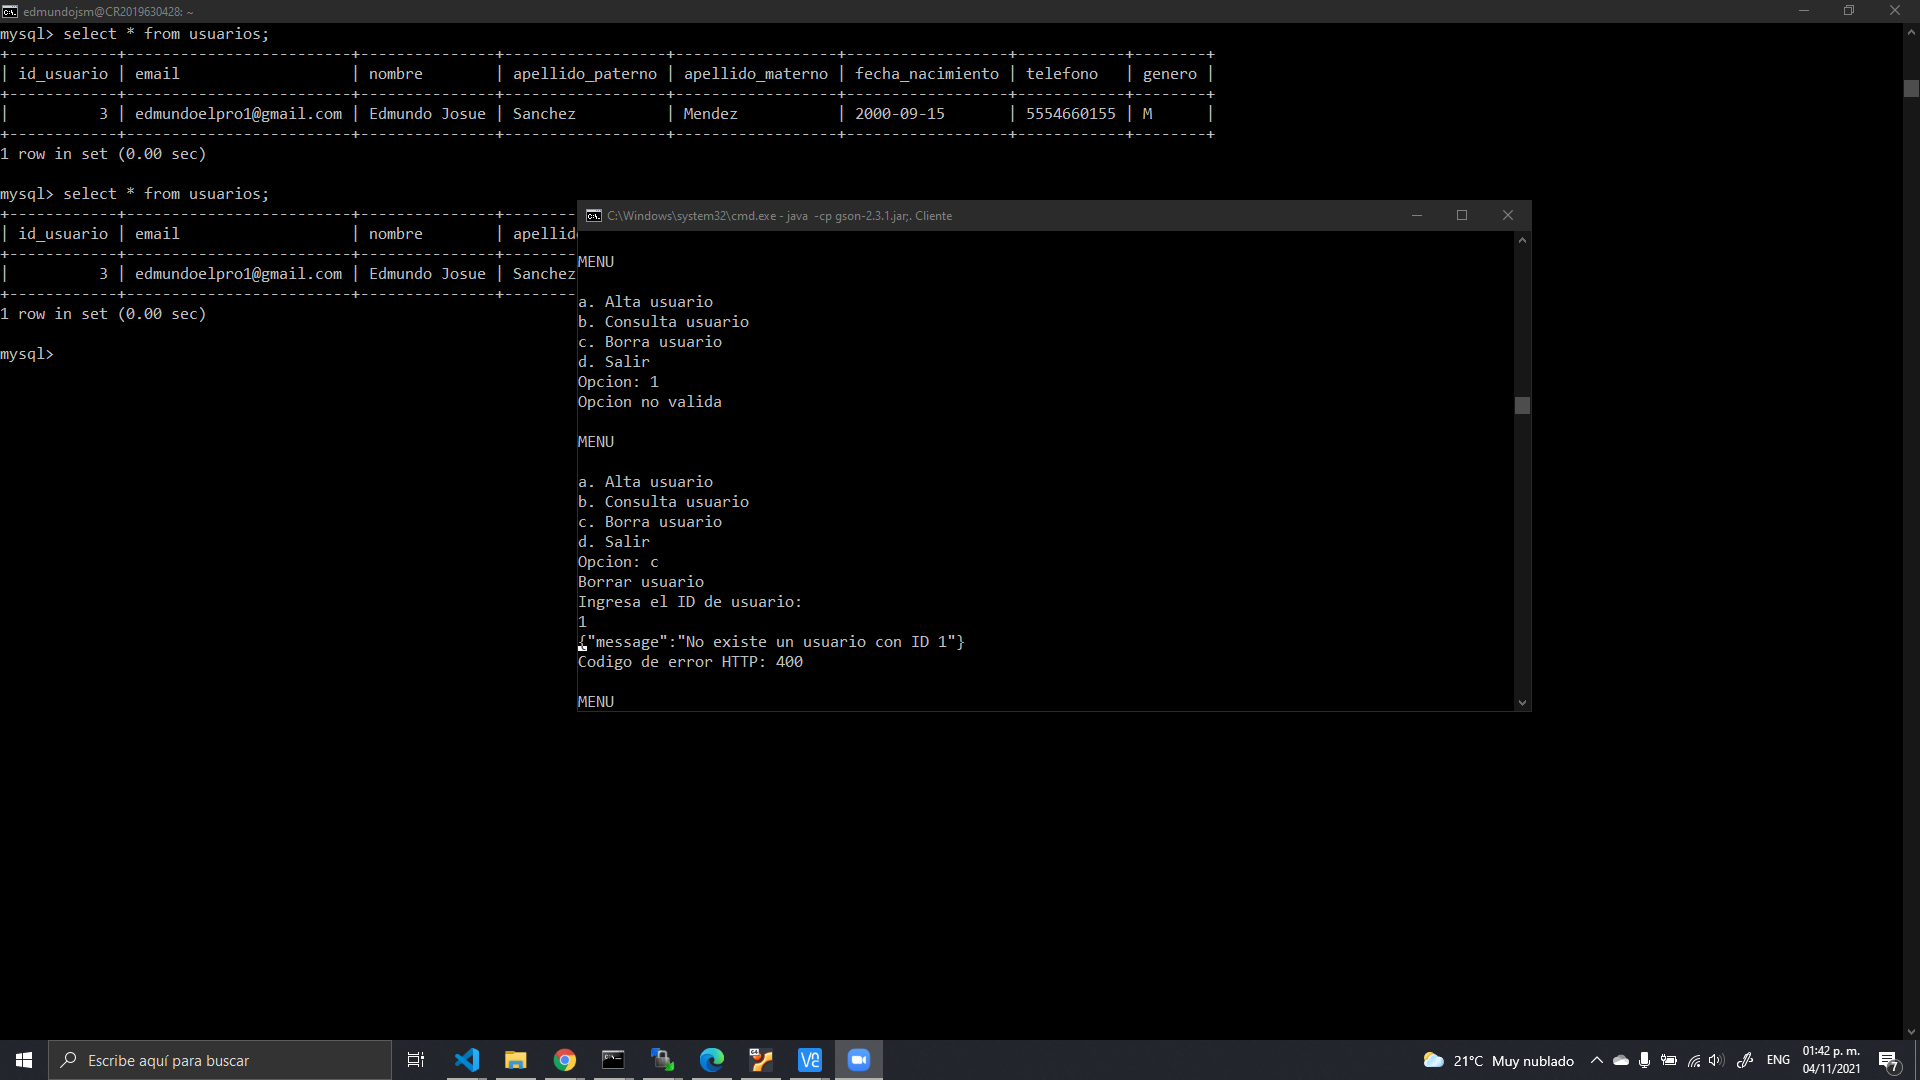 edmundojsm@CR2019630428: ~
mysql> select * from usuarios;
+------------+-------------------------+---------------+------------------+------------------+------------------+------------+--------+
| id_usuario | email                   | nombre        | apellido_paterno | apellido_materno | fecha_nacimiento | telefono   | genero |
+------------+-------------------------+---------------+------------------+------------------+------------------+------------+--------+
|          3 | edmundoelpro1@gmail.com | Edmundo Josue | Sanchez          | Mendez           | 2000-09-15       | 5554660155 | M      |
+------------+-------------------------+---------------+------------------+------------------+------------------+------------+--------+
1 row in set (0.00 sec)
mysql> select * from usuarios;
+------------+-------------------------+---------------+--------
| id_usuario | email                   | nombre        | apellid
+------------+-------------------------+---------------+--------
|          3 | edmundoelpro1@gmail.com | Edmundo Josue | Sanchez
+------------+-------------------------+---------------+--------
1 row in set (0.00 sec)
mysql>
C:\Windows\system32\cmd.exe - java  -cp gson-2.3.1.jar;. Cliente
MENU
a. Alta usuario
b. Consulta usuario
c. Borra usuario
d. Salir
Opcion: 1
Opcion no valida
MENU
a. Alta usuario
b. Consulta usuario
c. Borra usuario
d. Salir
Opcion: c
Borrar usuario
Ingresa el ID de usuario:
1
{"message":"No existe un usuario con ID 1"}
Codigo de error HTTP: 400
MENU
Escribe aquí para buscar
21°C Muy nublado
ENG
01:42 p. m.
04/11/2021
7